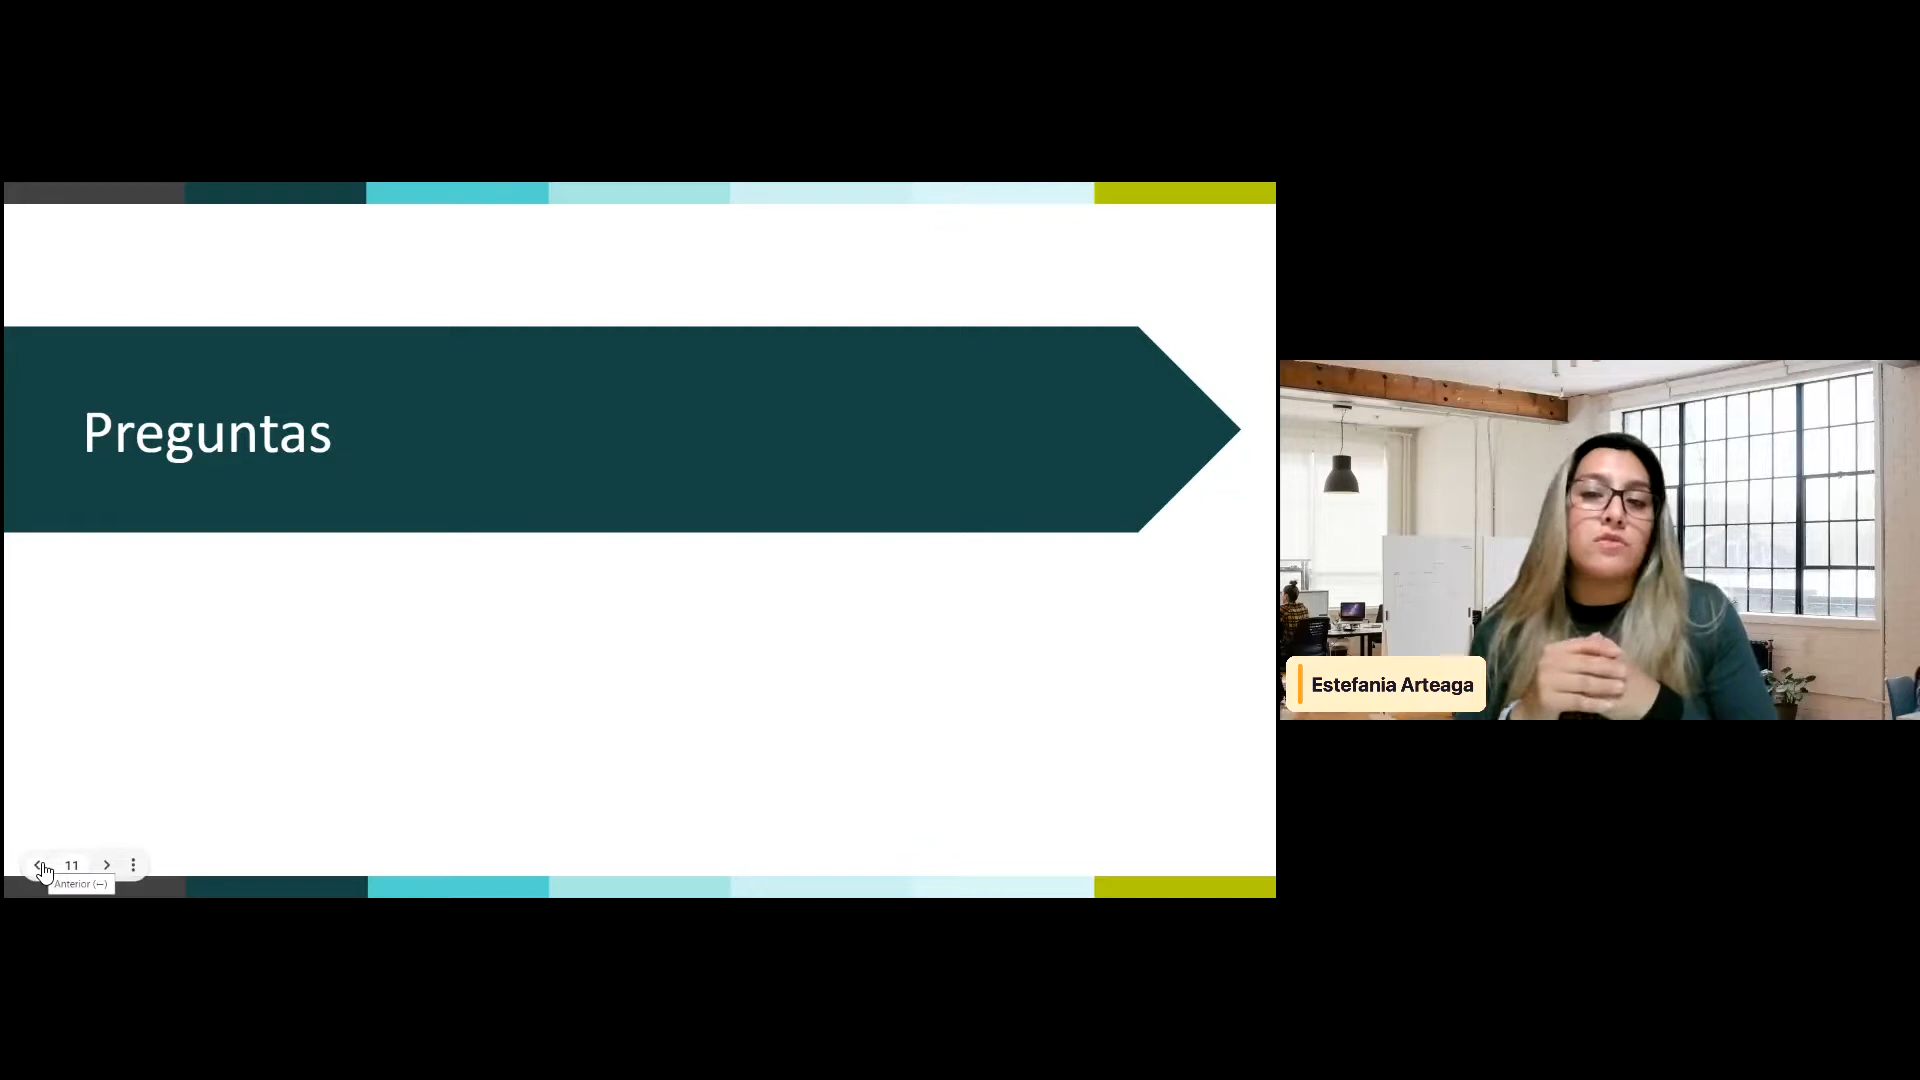 Preguntas
11
Anterior (←)
Estefania Arteaga